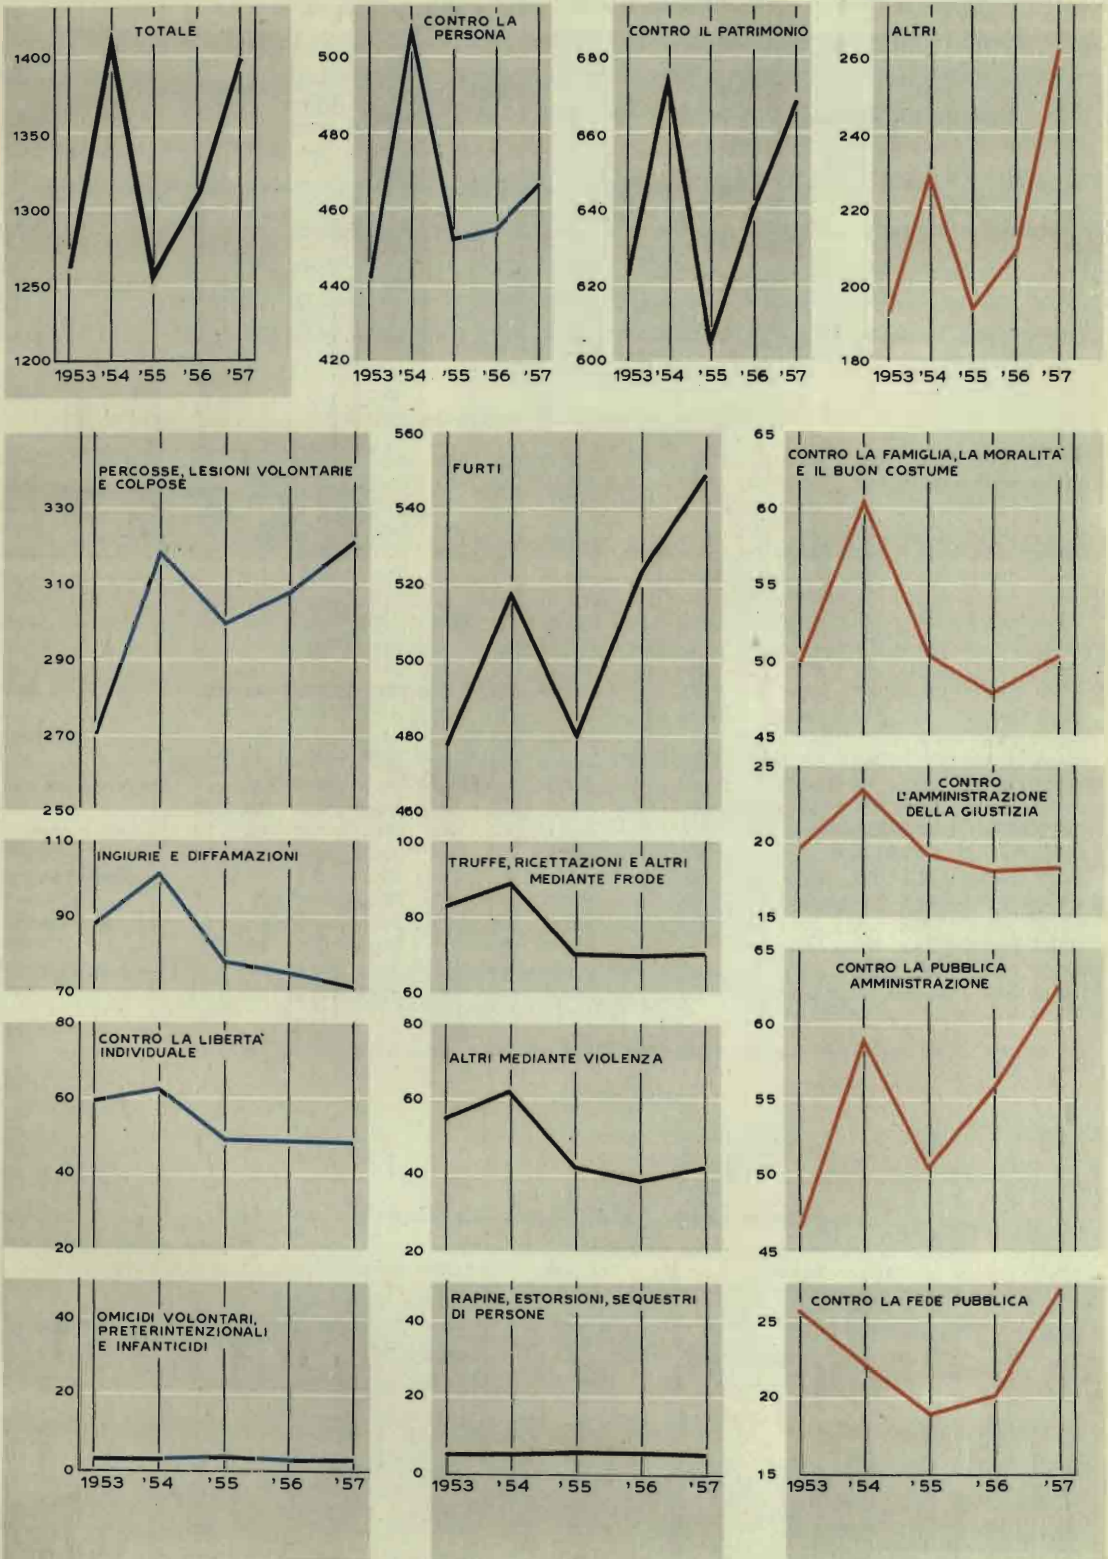 TOTALE
1400
1350
1300
1250
1200
1953 '54 '55 '56 '57
CONTRO LA
PERSONA
500
480
460
440
420
1953 '54 '55 '56 '57
CONTRO IL PATRIMONIO
680
660
640
620
600
1953 '54 '55 '56 '57
ALTRI
260
240
220
200
180
1953 '54 '55 '56 '57
PERCOSSE, LESIONI VOLONTARIE
E COLPOSE
330
310
290
270
250
INGIURIE E DIFFAMAZIONI
110
90
70
CONTRO LA LIBERTA'
INDIVIDUALE
80
60
40
20
OMICIDI VOLONTARI,
PRETERINTENZIONALI
E INFANTICIDI
40
20
0
1953 '54 '55 '56 '57
FURTI
560
540
520
500
480
460
TRUFFE, RICETTAZIONI E ALTRI
MEDIANTE FRODE
100
80
60
ALTRI MEDIANTE VIOLENZA
80
60
40
20
RAPINE, ESTORSIONI, SEQUESTRI
DI PERSONE
40
20
0
1953 '54 '55 '56 '57
CONTRO LA FAMIGLIA, LA MORALITA'
E IL BUON COSTUME
65
60
55
50
45
CONTRO
L'AMMINISTRAZIONE
DELLA GIUSTIZIA
25
20
15
CONTRO LA PUBBLICA
AMMINISTRAZIONE
65
60
55
50
45
CONTRO LA FEDE PUBBLICA
25
20
15
1953 '54 '55 '56 '57